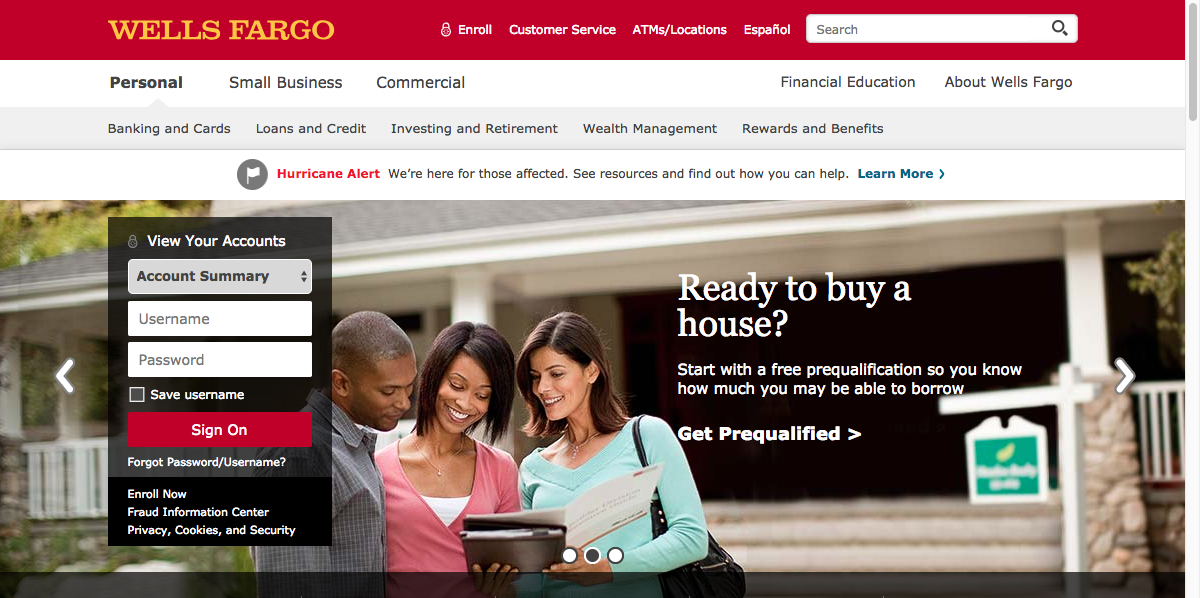 WELLS FARGO
Enroll Customer Service ATMs/Locations Español Search
Personal Small Business Commercial Financial Education About Wells Fargo
Banking and Cards Loans and Credit Investing and Retirement Wealth Management Rewards and Benefits
Hurricane Alert We’re here for those affected. See resources and find out how you can help. Learn More
View Your Accounts
Account Summary
Username
Password
Save username
Sign On
Forgot Password/Username?
Enroll Now
Fraud Information Center
Privacy, Cookies, and Security
Ready to buy a
house?
Start with a free prequalification so you know
how much you may be able to borrow
Get Prequalified >